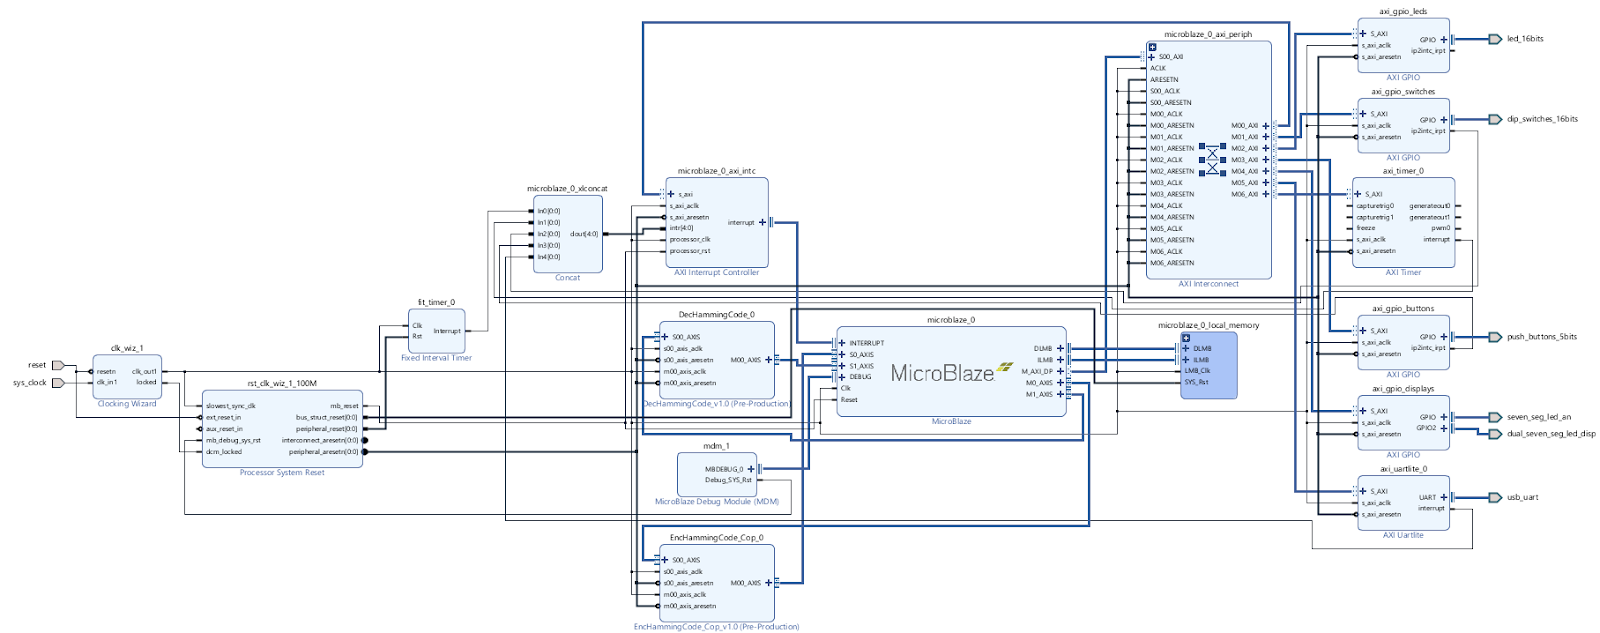 reset
sys_clock
clk_wiz_1
resetn
clk_in1
clk_out1
locked
Clocking Wizard
rst_clk_wiz_1_100M
slowest_sync_clk
ext_reset_in
aux_reset_in
mb_debug_sys_rst
dcm_locked
mb_reset
bus_struct_reset[0:0]
peripheral_reset[0:0]
interconnect_aresetn[0:0]
peripheral_aresetn[0:0]
Processor System Reset
fit_timer_0
Clk
Rst
Interrupt
Fixed Interval Timer
microblaze_0_xlconcat
In0[0:0]
In1[0:0]
In2[0:0]
In3[0:0]
In4[0:0]
dout[4:0]
Concat
microblaze_0_axi_intc
s_axi
s_axi_aclk
s_axi_aresetn
intr[4:0]
processor_clk
processor_rst
interrupt
AXI Interrupt Controller
DecHammingCode_0
S00_AXIS
s00_axis_aclk
s00_axis_aresetn
m00_axis_aclk
m00_axis_aresetn
M00_AXIS
DecHammingCode_v1.0 (Pre-Production)
mdm_1
MBDEBUG_0
Debug_SYS_Rst
MicroBlaze Debug Module (MDM)
EncHammingCode_Cop_0
S00_AXIS
s00_axis_aclk
s00_axis_aresetn
m00_axis_aclk
m00_axis_aresetn
M00_AXIS
EncHammingCode_Cop_v1.0 (Pre-Production)
microblaze_0
INTERRUPT
S0_AXIS
S1_AXIS
DEBUG
Clk
Reset
MicroBlaze
DLMB
ILMB
M_AXI_DP
M0_AXIS
M1_AXIS
MicroBlaze
microblaze_0_axi_periph
S00_AXI
ACLK
ARESETN
S00_ACLK
S00_ARESETN
M00_ACLK
M00_ARESETN
M01_ACLK
M01_ARESETN
M02_ACLK
M02_ARESETN
M03_ACLK
M03_ARESETN
M04_ACLK
M04_ARESETN
M05_ACLK
M05_ARESETN
M06_ACLK
M06_ARESETN
M00_AXI
M01_AXI
M02_AXI
M03_AXI
M04_AXI
M05_AXI
M06_AXI
AXI Interconnect
microblaze_0_local_memory
DLMB
ILMB
LMB_Clk
SYS_Rst
axi_gpio_leds
S_AXI
s_axi_aclk
s_axi_aresetn
GPIO
ip2intc_irpt
AXI GPIO
led_16bits
axi_gpio_switches
S_AXI
s_axi_aclk
s_axi_aresetn
GPIO
ip2intc_irpt
AXI GPIO
dip_switches_16bits
axi_timer_0
S_AXI
capturetrig0
capturetrig1
freeze
s_axi_aclk
s_axi_aresetn
generateout0
generateout1
pwm0
interrupt
AXI Timer
axi_gpio_buttons
S_AXI
s_axi_aclk
s_axi_aresetn
GPIO
ip2intc_irpt
AXI GPIO
push_buttons_5bits
axi_gpio_displays
S_AXI
s_axi_aclk
s_axi_aresetn
GPIO
GPIO2
AXI GPIO
seven_seg_led_an
dual_seven_seg_led_disp
axi_uartlite_0
S_AXI
s_axi_aclk
s_axi_aresetn
UART
interrupt
AXI Uartlite
usb_uart